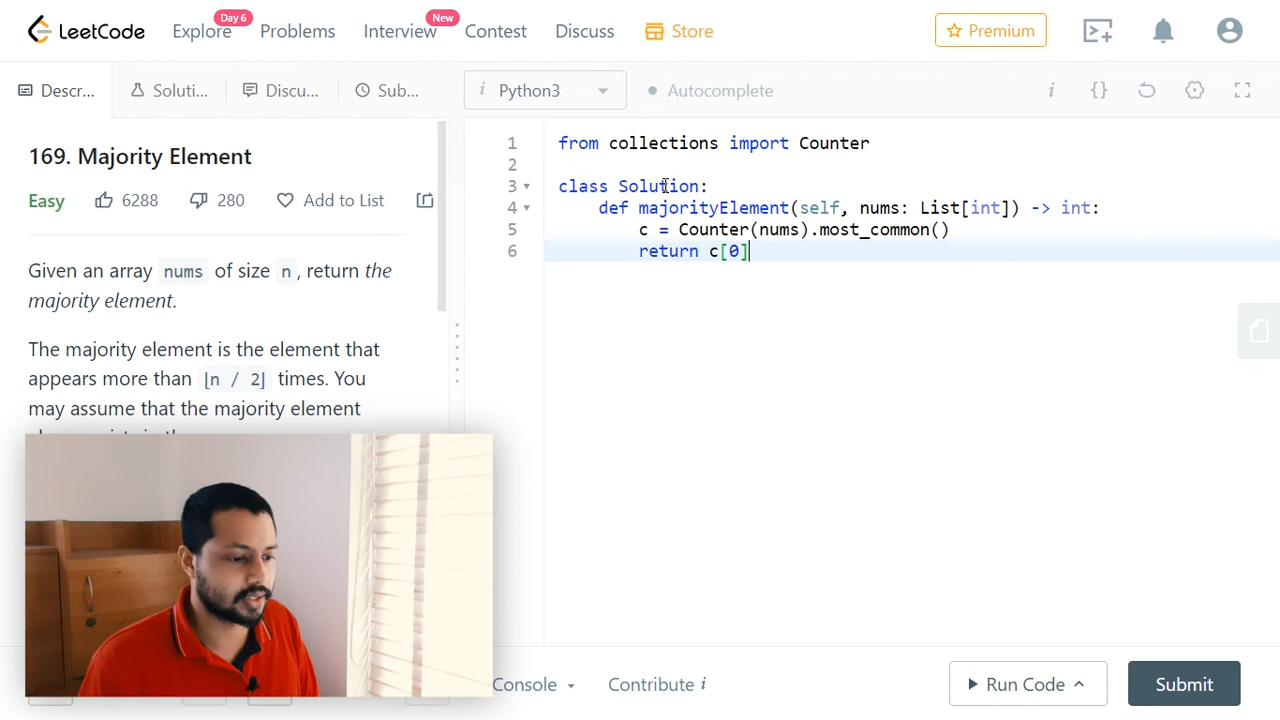 LeetCode
Explore
Day 6
Problems
Interview
New
Contest
Discuss
Store
Premium
Descr...
Soluti...
Discu...
Sub...
Python3
Autocomplete
169. Majority Element
Easy
6288
280
Add to List
Given an array nums of size n, return the
majority element.
The majority element is the element that
appears more than ⌊n / 2⌋ times. You
may assume that the majority element
1 from collections import Counter
2
3 class Solution:
4 def majorityElement(self, nums: List[int]) -> int:
5 c = Counter(nums).most_common()
6 return c[0]
Console
Contribute i
Run Code
Submit